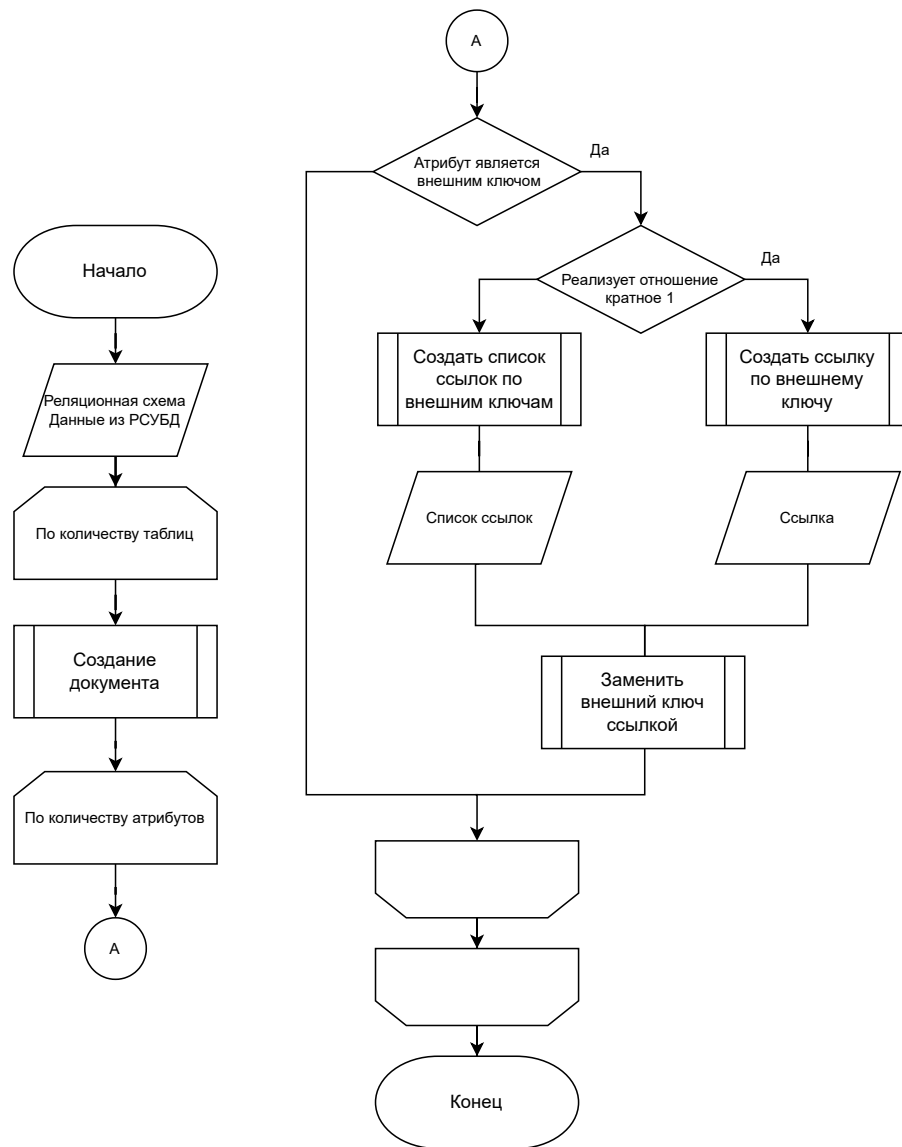 Начало
Реляционная схема
Данные из РСУБД
По количеству таблиц
Создание
документа
По количеству атрибутов
А
А
Атрибут является
внешним ключом
Да
Реализует отношение
кратное 1
Да
Создать список
ссылок по
внешним ключам
Создать ссылку
по внешнему
ключу
Список ссылок
Ссылка
Заменить
внешний ключ
ссылкой
Конец